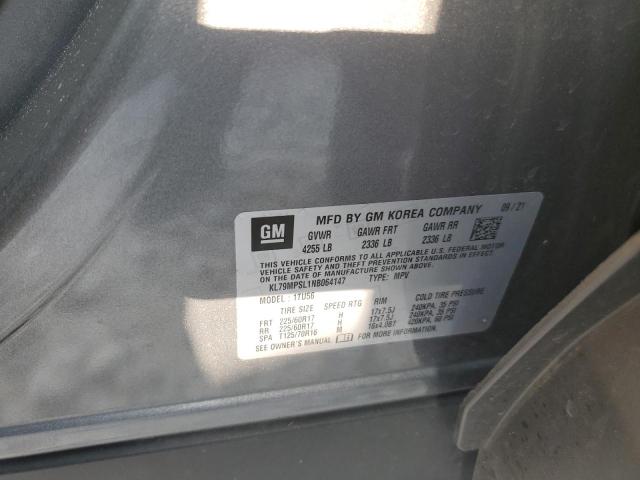 GM
MFD BY GM KOREA COMPANY 09/21
GVWR GAWR FRT GAWR RR
4255 LB 2336 LB 2336 LB
THIS VEHICLE CONFORMS TO ALL APPLICABLE U.S. FEDERAL MOTOR
VEHICLE SAFETY AND THEFT PREVENTION STANDARDS IN EFFECT
ON THE DATE OF MANUFACTURE SHOWN ABOVE.
KL79MPSL1NB064147 TYPE: MPV
MODEL: 1TU56
TIRE SIZE SPEED RTG RIM COLD TIRE PRESSURE
FRT 225/60R17 H 17x7.5J 240KPA, 35 PSI
RR 225/60R17 H 17x7.5J 240KPA, 35 PSI
SPA T125/70R16 M 16x4.0BT 420KPA, 60 PSI
SEE OWNER'S MANUAL FOR MORE INFORMATION.